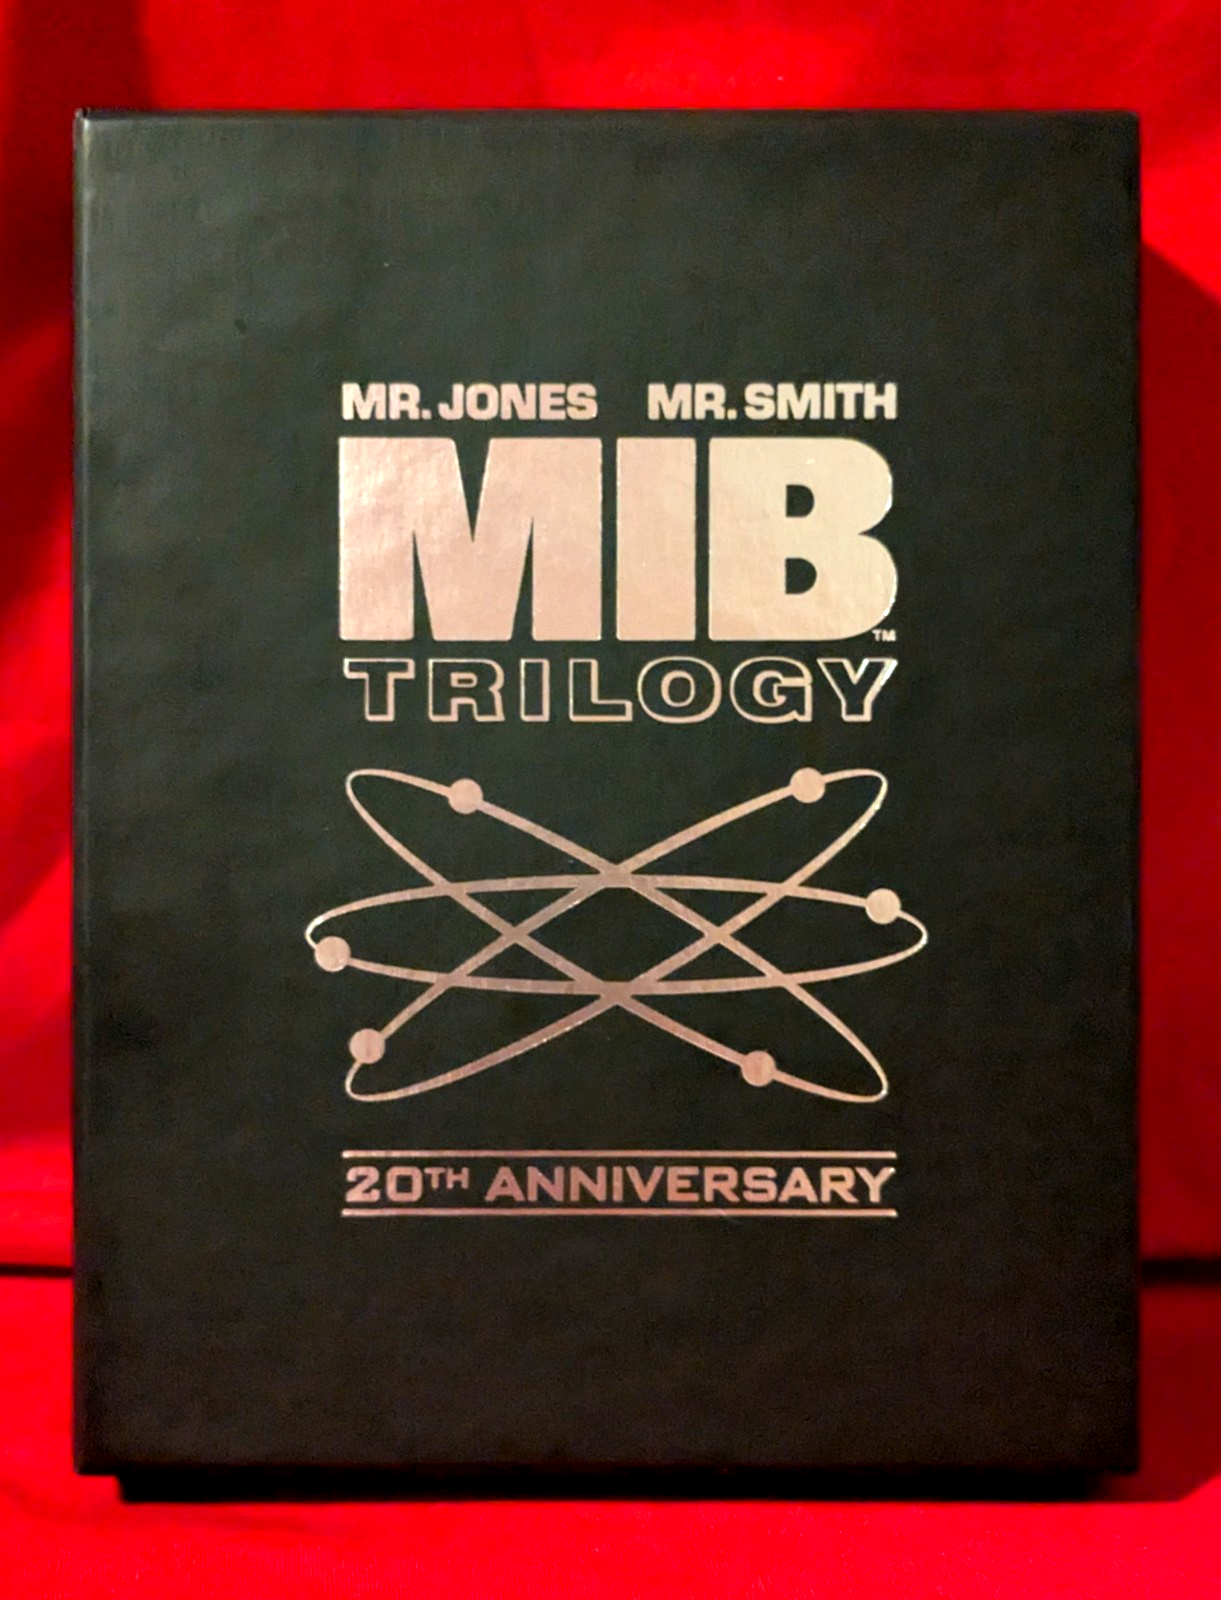 MR. JONES MR. SMITH
MIB™
TRILOGY
20TH ANNIVERSARY